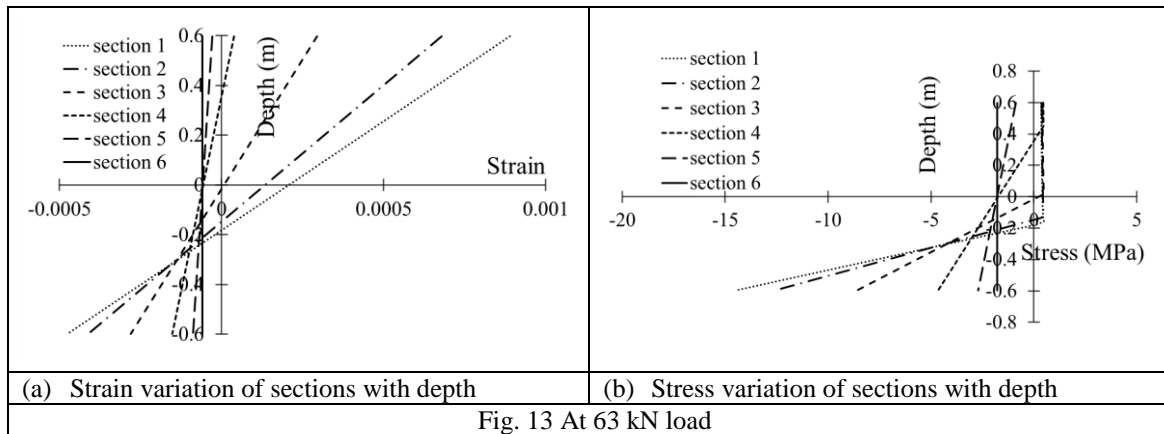 0.6
0.4
0.2
0
-0.2
-0.4
-0.6
Depth (m)
section 1
section 2
section 3
section 4
section 5
section 6
Strain
-0.0005
0
0.0005
0.001
section 1
section 2
section 3
section 4
section 5
section 6
Depth (m)
0.8
0.6
0.4
0.2
0
-0.2
-0.4
-0.6
-0.8
-20
-15
-10
-5
0
5
Stress (MPa)
(a) Strain variation of sections with depth
(b) Stress variation of sections with depth
Fig. 13 At 63 kN load